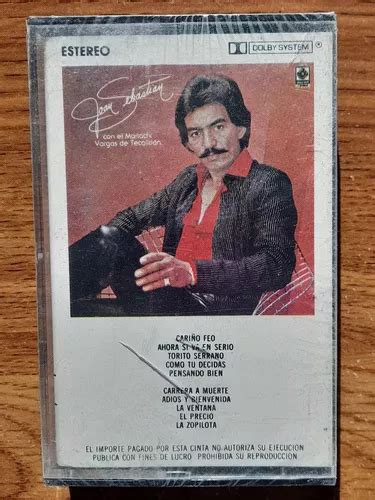 ESTEREO
DOLBY SYSTEM ®
Joan Sebastian
con el Mariachi
Vargas de Tecalitlán.
CARIÑO FEO
AHORA SI VA EN SERIO
TORITO SERRANO
COMO TU DECIDAS
PENSANDO BIEN
CARRERA A MUERTE
ADIOS Y BIENVENIDA
LA VENTANA
EL PRECIO
LA ZOPILOTA
EL IMPORTE PAGADO POR ESTA CINTA NO AUTORIZA SU EJECUCION
PUBLICA CON FINES DE LUCRO PROHIBIDA SU REPRODUCCION